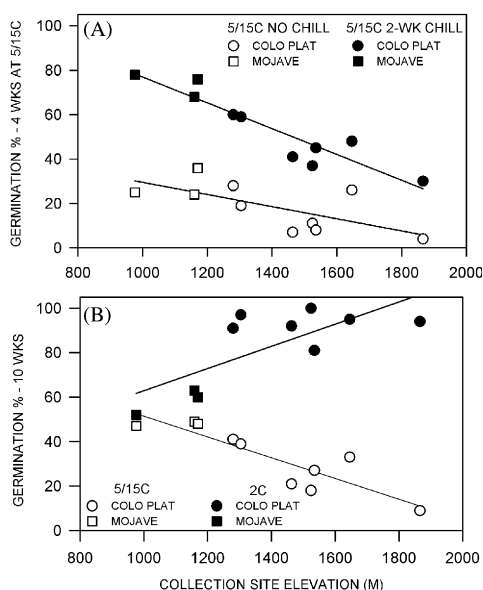 (A)
5/15C NO CHILL 5/15C 2-WK CHILL
COLO PLAT COLO PLAT
MOJAVE MOJAVE
GERMINATION % - 4 WKS AT 5/15C
100
80
60
40
20
0
800 1000 1200 1400 1600 1800 2000
(B)
GERMINATION % - 10 WKS
100
80
60
40
20
0
5/15C 2C
COLO PLAT COLO PLAT
MOJAVE MOJAVE
800 1000 1200 1400 1600 1800 2000
COLLECTION SITE ELEVATION (M)